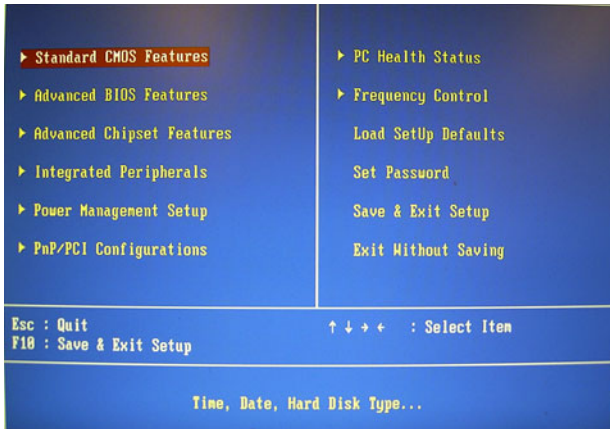 ▶ Standard CMOS Features
▶ Advanced BIOS Features
▶ Advanced Chipset Features
▶ Integrated Peripherals
▶ Power Management Setup
▶ PnP/PCI Configurations
▶ PC Health Status
▶ Frequency Control
Load SetUp Defaults
Set Password
Save & Exit Setup
Exit Without Saving
Esc : Quit
F10 : Save & Exit Setup
↑ ↓ → ← : Select Item
Time, Date, Hard Disk Type...